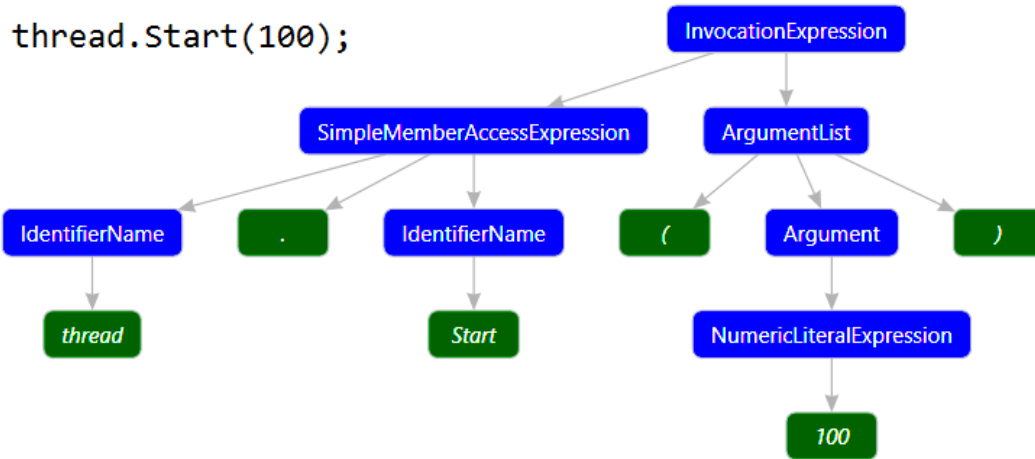 thread.Start(100);
InvocationExpression
SimpleMemberAccessExpression
ArgumentList
IdentifierName
.
IdentifierName
(
Argument
)
thread
Start
NumericLiteralExpression
100